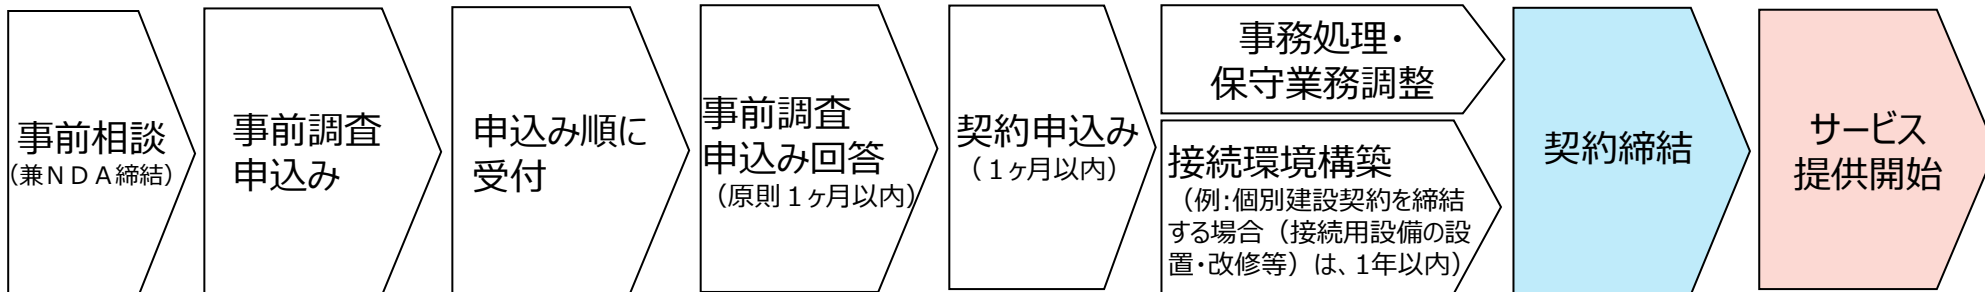 事前相談
（兼ＮＤＡ締結）
事前調査
申込み
申込み順に
受付
事前調査
申込み回答
（原則１ヶ月以内）
契約申込み
（１ヶ月以内）
事務処理・
保守業務調整
接続環境構築
（例:個別建設契約を締結
する場合（接続用設備の設
置・改修等）は、1年以内）
契約締結
サービス
提供開始